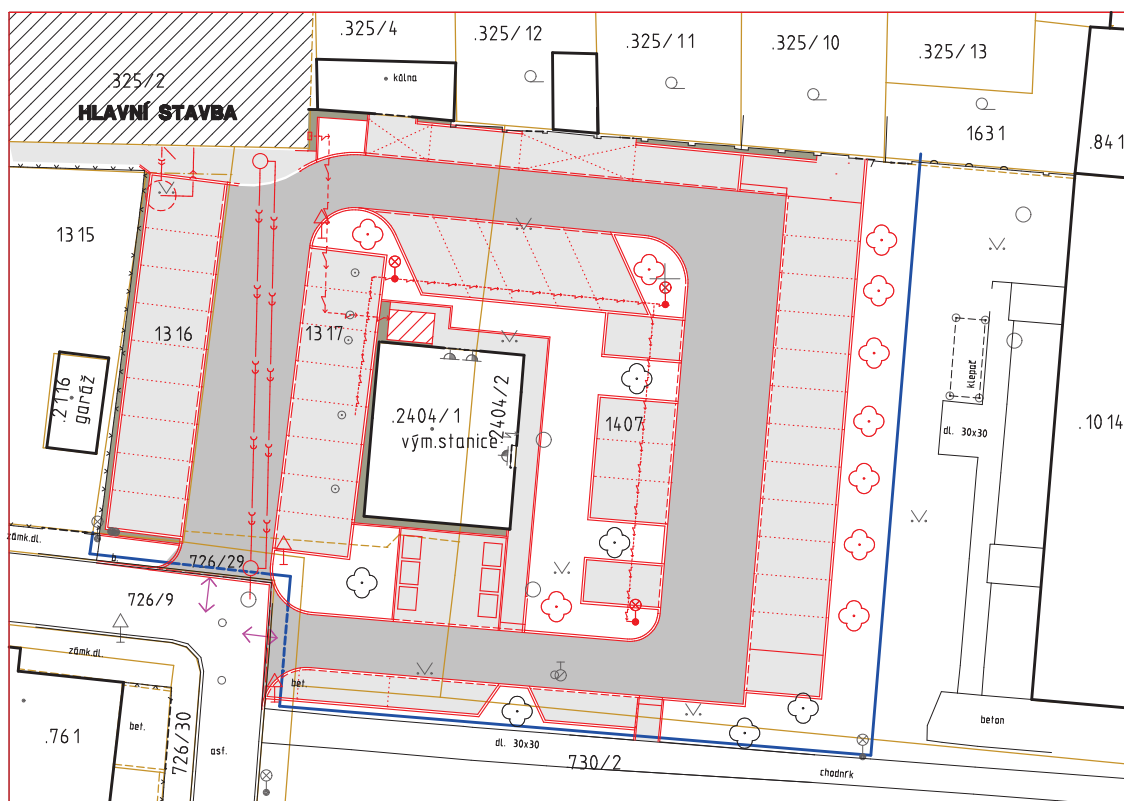 .325/4
.325/12
.325/11
.325/10
.325/13
.325/2
HLAVNÍ STAVBA
kôlna
1631
.841
1315
1316
1317
.2116
garáž
.2404/1
vým.stanice
2404/2
1407
klepač
dl. 30x30
.1014
zámk.dl.
b.
726/29
726/9
zámk.dl.
bet.
bet.
.761
726/30
asf.
dl. 30x30
730/2
chodník
beton